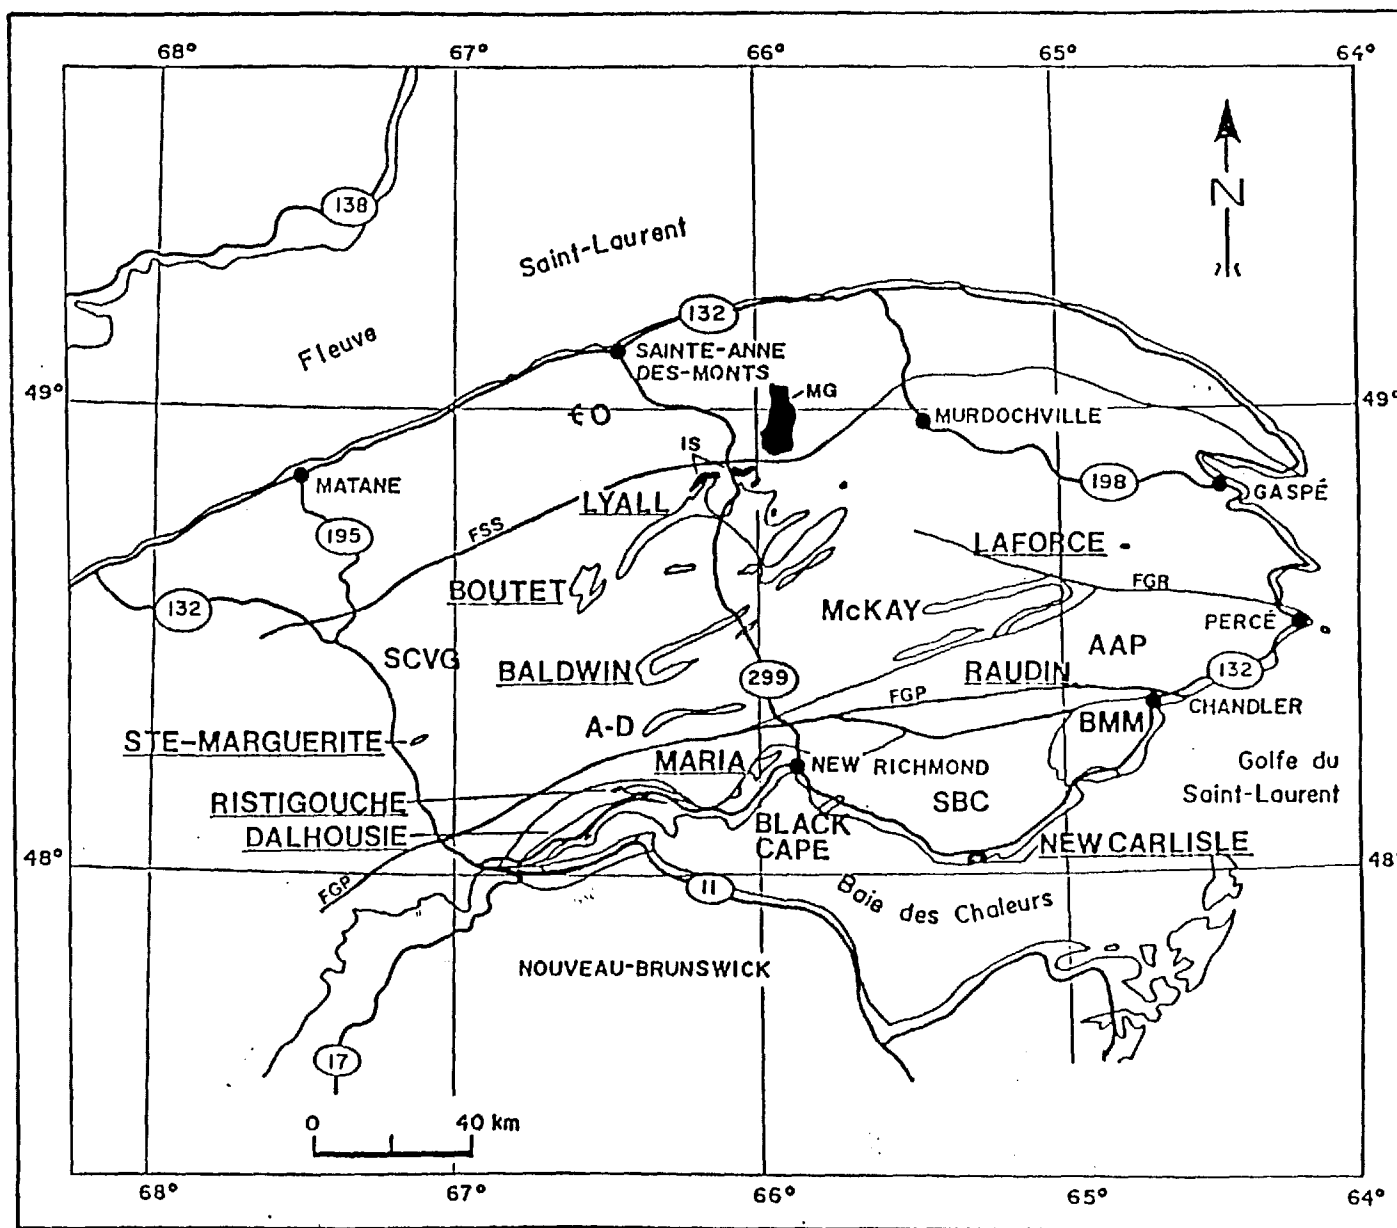 68°
67°
66°
65°
64°
138
Saint-Laurent
N
132
Fleuve
SAINTE-ANNE
DES-MONTS
49°
MG
49°
ЄO
MURDOCHVILLE
IS
MATANE
198
GASPÉ
LYALL
195
FSS
LAFORCE
BOUTET
FGR
132
McKAY
PERCÉ
SCVG
AAP
BALDWIN
RAUDIN
132
299
FGP
CHANDLER
A-D
BMM
STE-MARGUERITE
MARIA
NEW RICHMOND
Golfe du
Saint-Laurent
RISTIGOUCHE
SBC
DALHOUSIE
BLACK
CAPE
NEW CARLISLE
48°
48°
FGP
11
Baie des Chaleurs
NOUVEAU-BRUNSWICK
17
0
40 km
68°
67°
66°
65°
64°